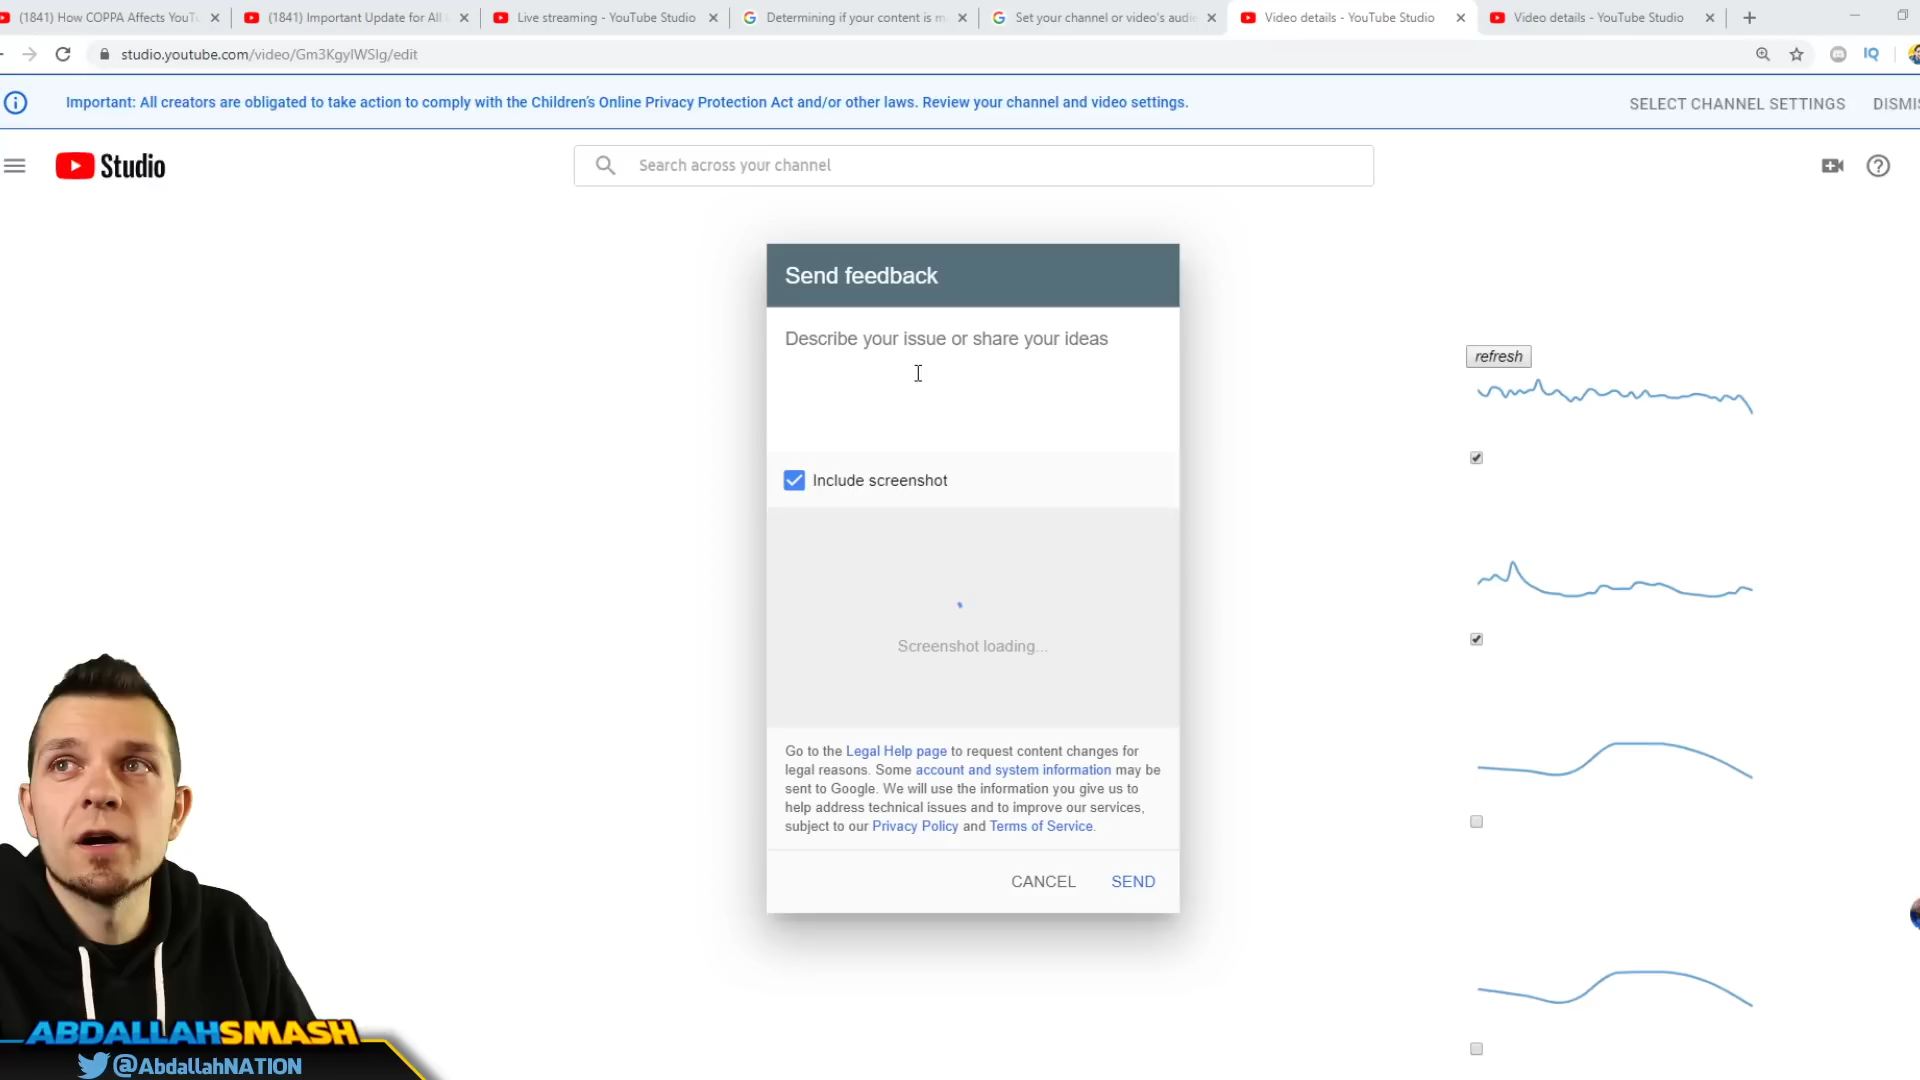 (1841) How COPPA Affects YouTu
(1841) Important Update for All
Live streaming - YouTube Studio
Determining if your content is m
Set your channel or video's audie
Video details - YouTube Studio
Video details - YouTube Studio
studio.youtube.com/video/Gm3KgylWSlg/edit
IQ
Important: All creators are obligated to take action to comply with the Children's Online Privacy Protection Act and/or other laws. Review your channel and video settings.
SELECT CHANNEL SETTINGS
DISMIS
Studio
Search across your channel
Send feedback
Describe your issue or share your ideas
refresh
Include screenshot
Screenshot loading...
Go to the Legal Help page to request content changes for
legal reasons. Some account and system information may be
sent to Google. We will use the information you give us to
help address technical issues and to improve our services,
subject to our Privacy Policy and Terms of Service.
CANCEL
SEND
ABDALLAHSMASH
@AbdallahNATION